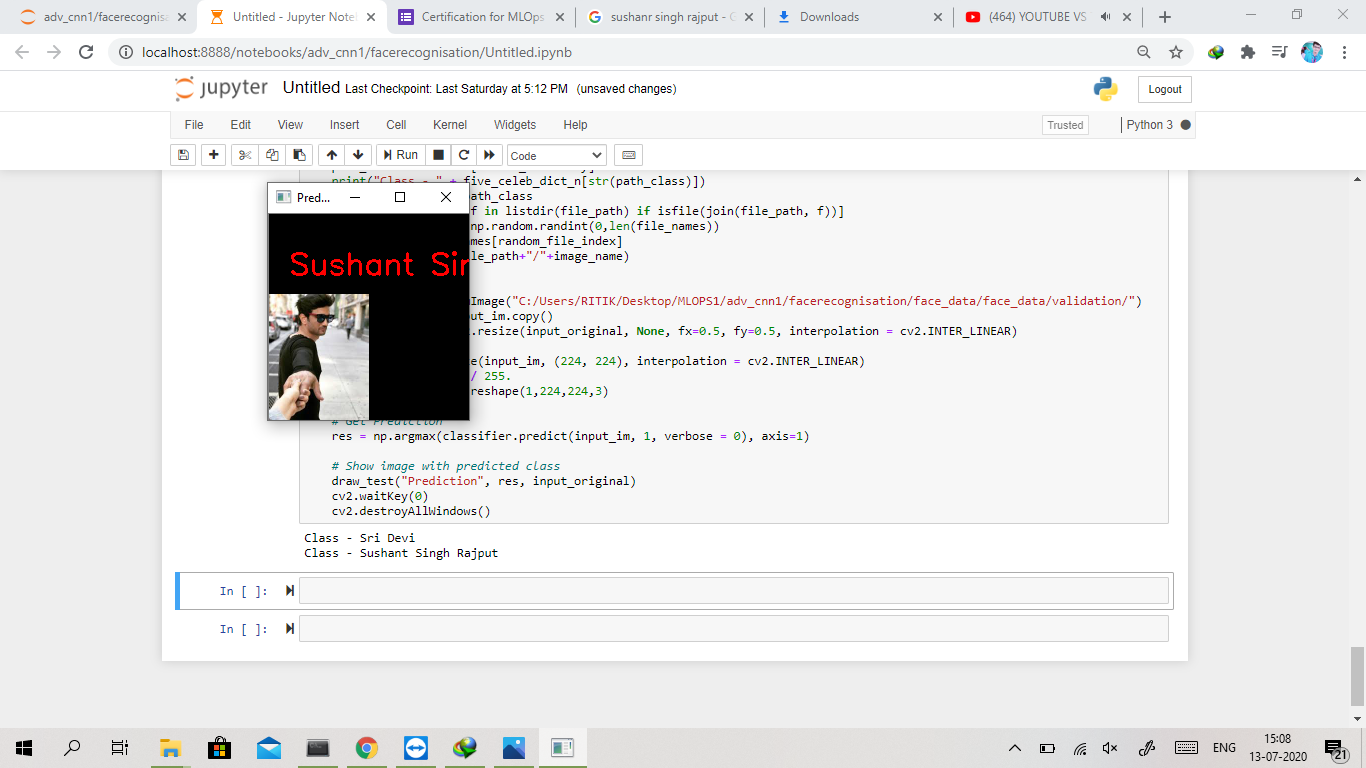 adv_cnn1/facerecognisa
Untitled - Jupyter Note
Certification for MLOps
sushanr singh rajput - G
Downloads
(464) YOUTUBE VS
localhost:8888/notebooks/adv_cnn1/facerecognisation/Untitled.ipynb
jupyter Untitled Last Checkpoint: Last Saturday at 5:12 PM (unsaved changes)
Logout
File Edit View Insert Cell Kernel Widgets Help
Trusted Python 3
Run Code
print("Class - " + five_celeb_dict_n[str(path_class)])
Pred...
ath_class
f in listdir(file_path) if isfile(join(file_path, f))]
np.random.randint(0,len(file_names))
mes[random_file_index]
le_path+"/"+image_name)
Sushant Sin
mImage("C:/Users/RITIK/Desktop/MLOPS1/adv_cnn1/facerecognisation/face_data/face_data/validation/")
ut_im.copy()
.resize(input_original, None, fx=0.5, fy=0.5, interpolation = cv2.INTER_LINEAR)
e(input_im, (224, 224), interpolation = cv2.INTER_LINEAR)
/ 255.
reshape(1,224,224,3)
# Get Prediction
res = np.argmax(classifier.predict(input_im, 1, verbose = 0), axis=1)
# Show image with predicted class
draw_test("Prediction", res, input_original)
cv2.waitKey(0)
cv2.destroyAllWindows()
Class - Sri Devi
Class - Sushant Singh Rajput
In [ ]:
In [ ]:
ENG
15:08
13-07-2020
21